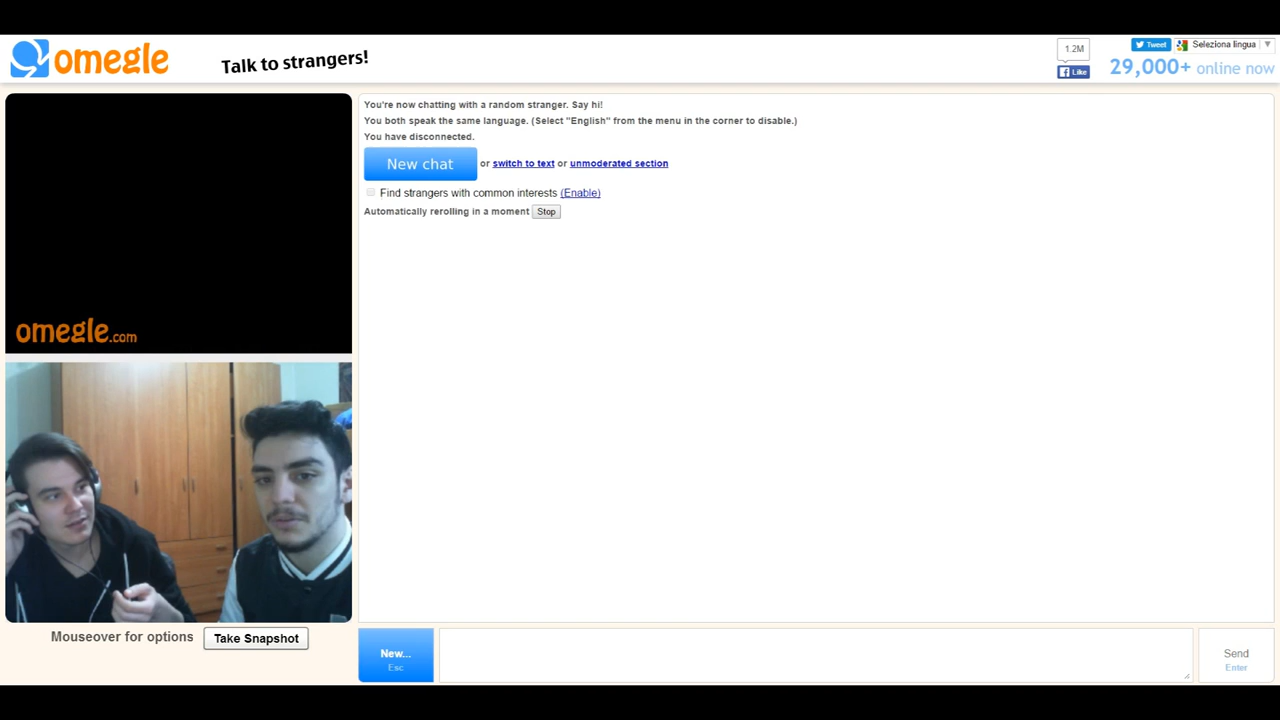 omegle
Talk to strangers!
1.2M
Like
Tweet
Seleziona lingua
29,000+ online now
You're now chatting with a random stranger. Say hi!
You both speak the same language. (Select "English" from the menu in the corner to disable.)
You have disconnected.
New chat or switch to text or unmoderated section
Find strangers with common interests (Enable)
Automatically rerolling in a moment Stop
omegle.com
Mouseover for options Take Snapshot
New...
Esc
Send
Enter